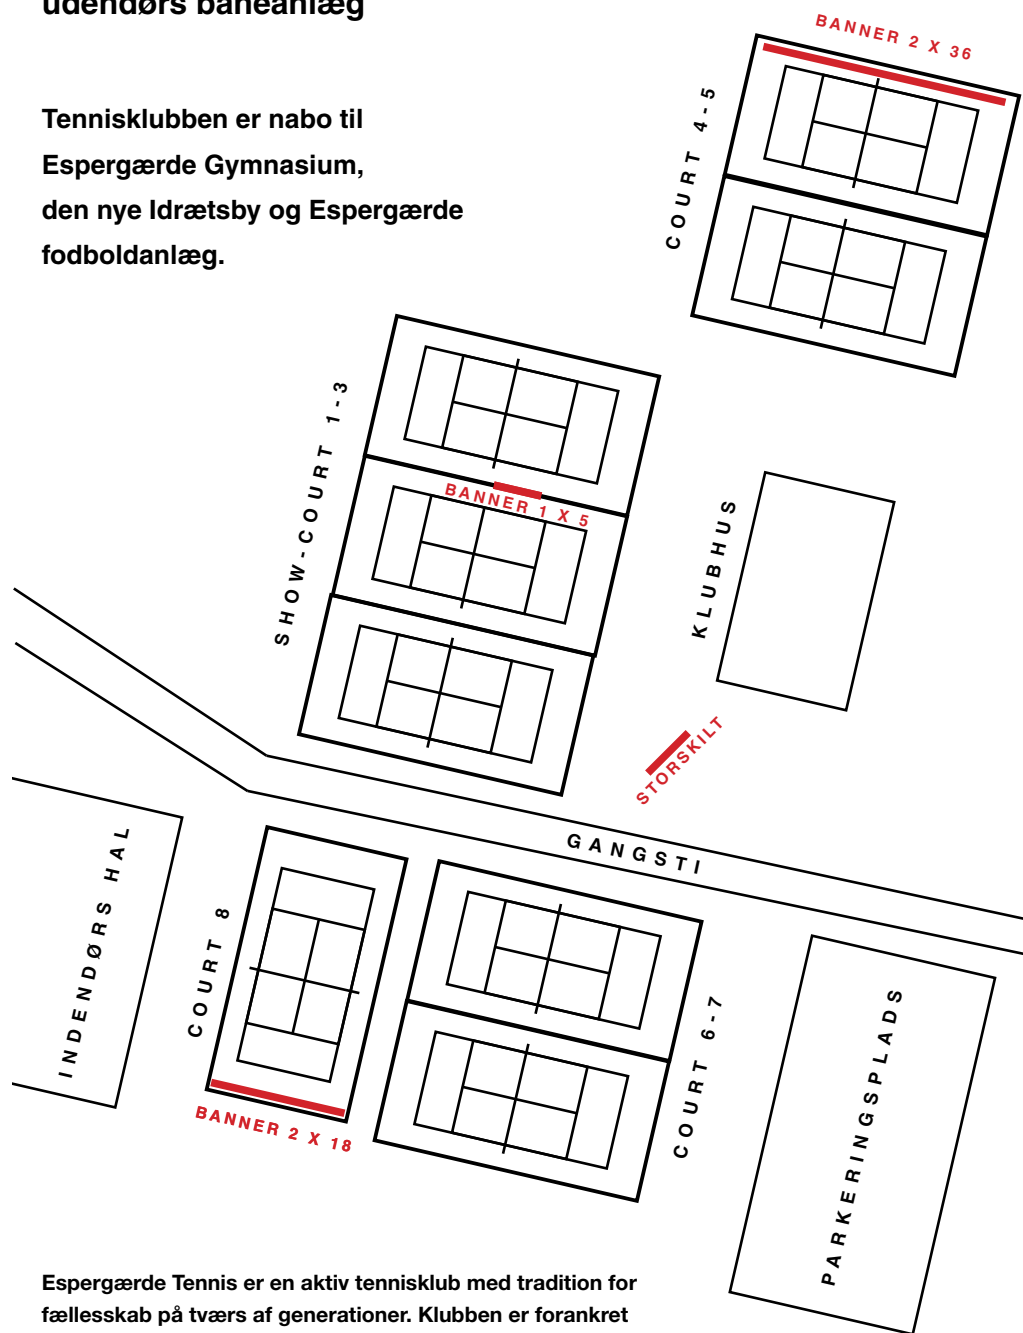 udendørs baneanlæg
Tennisklubben er nabo til
Espergærde Gymnasium,
den nye Idrætsby og Espergærde
fodboldanlæg.
BANNER 2 X 36
COURT 4-5
SHOW-COURT 1-3
BANNER 1 X 5
KLUBHUS
STORSKILT
GANGSTI
INDENDØRS HAL
COURT 8
BANNER 2 X 18
COURT 6-7
PARKERINGSPLADS
Espergærde Tennis er en aktiv tennisklub med tradition for
fællesskab på tværs af generationer. Klubben er forankret